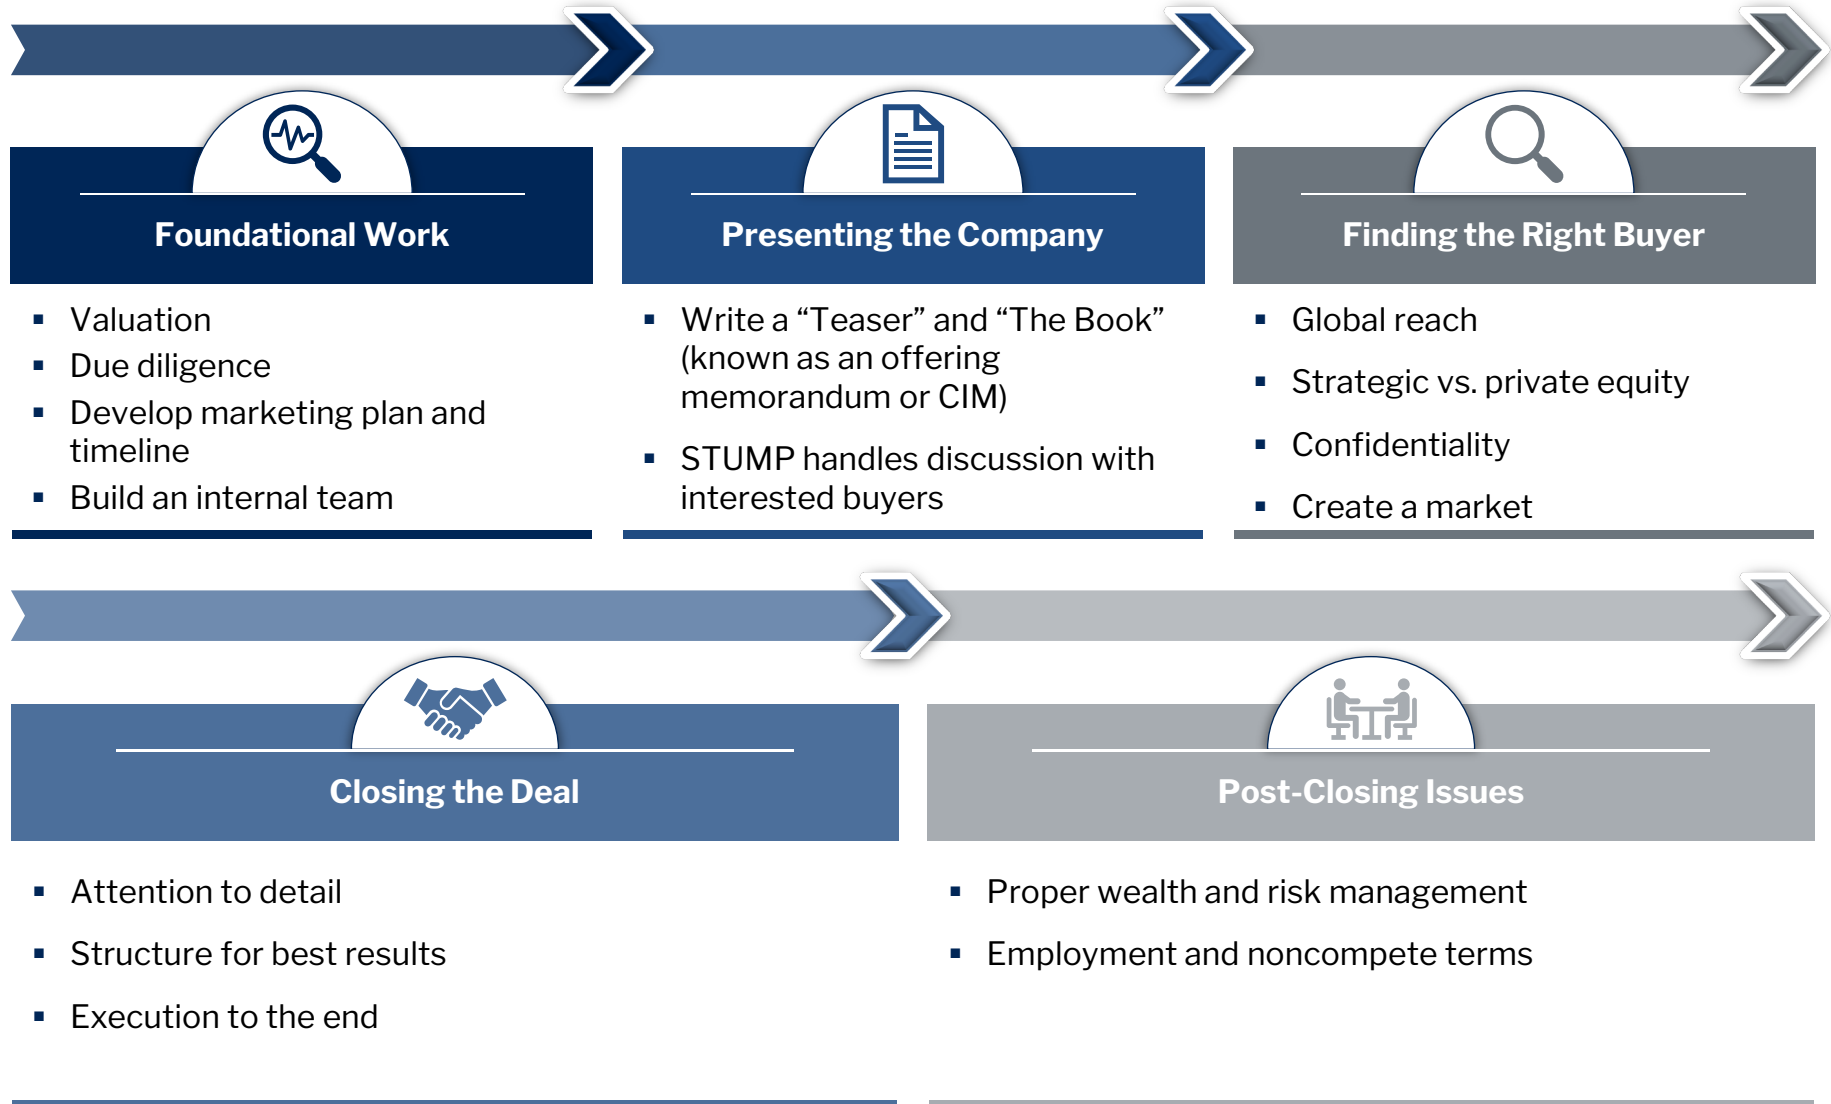 Foundational Work
▪ Valuation
▪ Due diligence
▪ Develop marketing plan and
timeline
▪ Build an internal team
Presenting the Company
▪ Write a “Teaser” and “The Book”
(known as an offering
memorandum or CIM)
▪ STUMP handles discussion with
interested buyers
Finding the Right Buyer
▪ Global reach
▪ Strategic vs. private equity
▪ Confidentiality
▪ Create a market
Closing the Deal
▪ Attention to detail
▪ Structure for best results
▪ Execution to the end
Post-Closing Issues
▪ Proper wealth and risk management
▪ Employment and noncompete terms